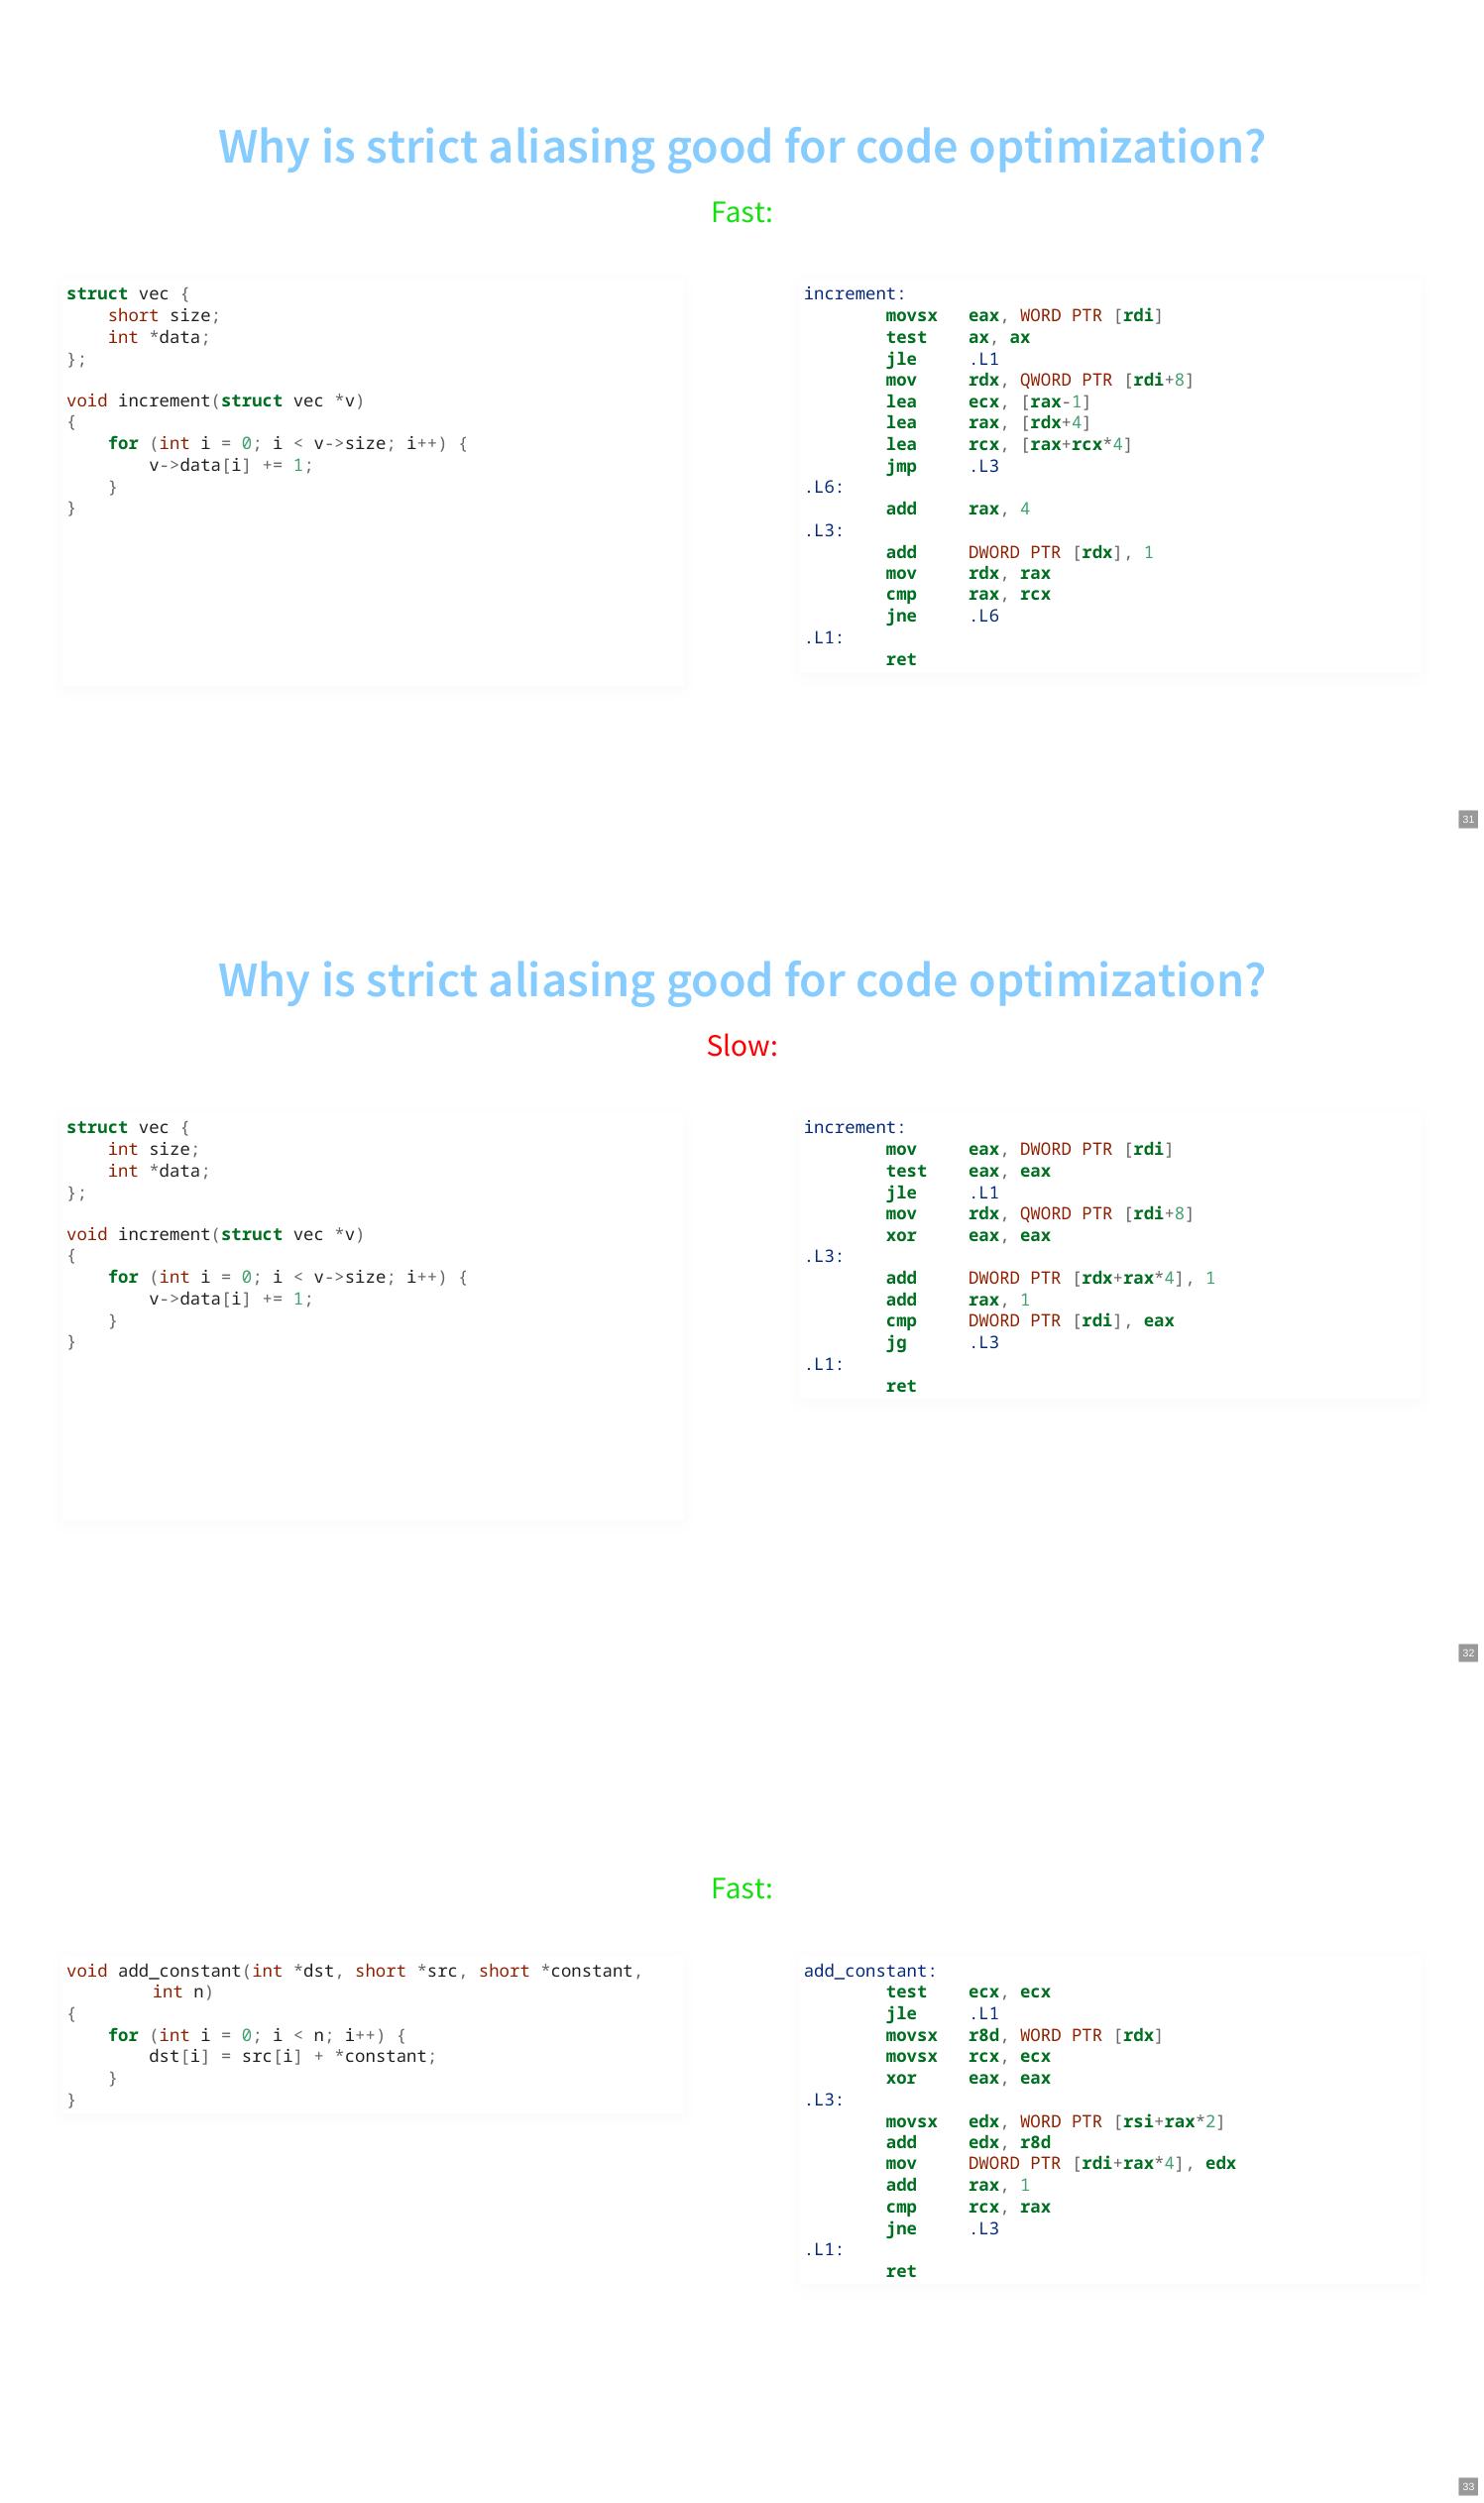 Why is strict aliasing good for code optimization?
Fast:
struct vec {
    short size;
    int *data;
};

void increment(struct vec *v)
{
    for (int i = 0; i < v->size; i++) {
        v->data[i] += 1;
    }
}
increment:
        movsx   eax, WORD PTR [rdi]
        test    ax, ax
        jle     .L1
        mov     rdx, QWORD PTR [rdi+8]
        lea     ecx, [rax-1]
        lea     rax, [rdx+4]
        lea     rcx, [rax+rcx*4]
        jmp     .L3
.L6:
        add     rax, 4
.L3:
        add     DWORD PTR [rdx], 1
        mov     rdx, rax
        cmp     rax, rcx
        jne     .L6
.L1:
        ret
31
Why is strict aliasing good for code optimization?
Slow:
struct vec {
    int size;
    int *data;
};

void increment(struct vec *v)
{
    for (int i = 0; i < v->size; i++) {
        v->data[i] += 1;
    }
}
increment:
        mov     eax, DWORD PTR [rdi]
        test    eax, eax
        jle     .L1
        mov     rdx, QWORD PTR [rdi+8]
        xor     eax, eax
.L3:
        add     DWORD PTR [rdx+rax*4], 1
        add     rax, 1
        cmp     DWORD PTR [rdi], eax
        jg      .L3
.L1:
        ret
32
Fast:
void add_constant(int *dst, short *src, short *constant,
        int n)
{
    for (int i = 0; i < n; i++) {
        dst[i] = src[i] + *constant;
    }
}
add_constant:
        test    ecx, ecx
        jle     .L1
        movsx   r8d, WORD PTR [rdx]
        movsx   rcx, ecx
        xor     eax, eax
.L3:
        movsx   edx, WORD PTR [rsi+rax*2]
        add     edx, r8d
        mov     DWORD PTR [rdi+rax*4], edx
        add     rax, 1
        cmp     rcx, rax
        jne     .L3
.L1:
        ret
33